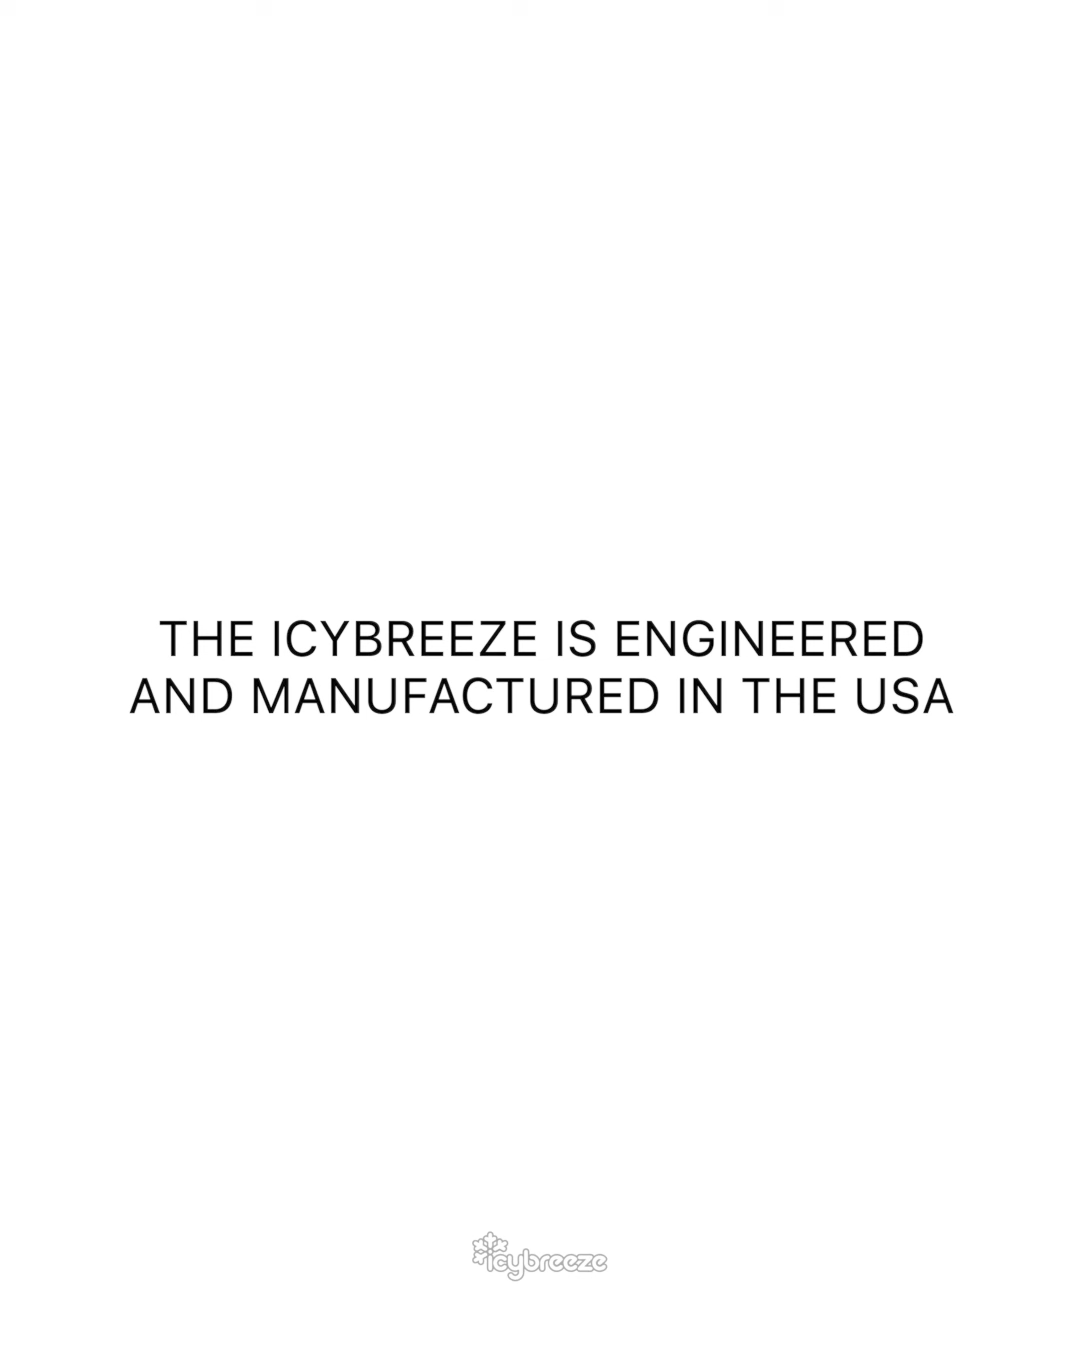 THE ICYBREEZE IS ENGINEERED
AND MANUFACTURED IN THE USA
icybreeze